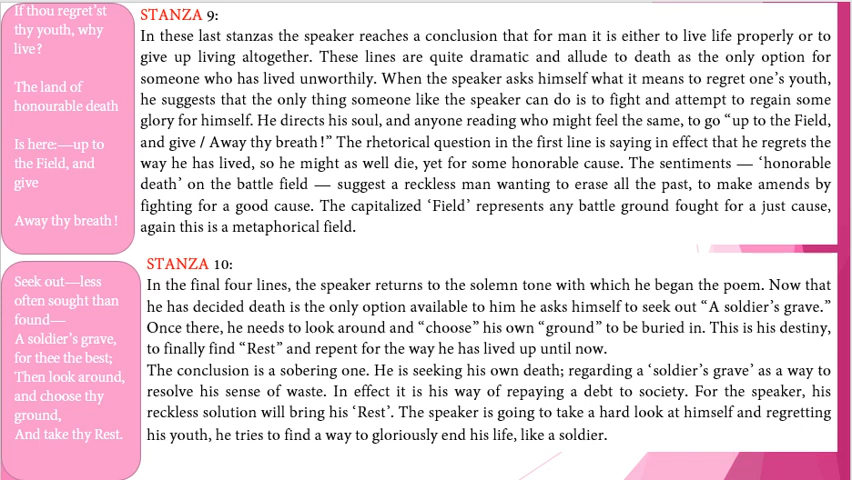 If thou regret'st
thy youth, why
live?
The land of
honourable death
Is here:—up to
the Field, and
give
Away thy breath!
STANZA 9:
In these last stanzas the speaker reaches a conclusion that for man it is either to live life properly or to
give up living altogether. These lines are quite dramatic and allude to death as the only option for
someone who has lived unworthily. When the speaker asks himself what it means to regret one's youth,
he suggests that the only thing someone like the speaker can do is to fight and attempt to regain some
glory for himself. He directs his soul, and anyone reading who might feel the same, to go “up to the Field,
and give / Away thy breath!” The rhetorical question in the first line is saying in effect that he regrets the
way he has lived, so he might as well die, yet for some honorable cause. The sentiments — ‘honorable
death’ on the battle field — suggest a reckless man wanting to erase all the past, to make amends by
fighting for a good cause. The capitalized ‘Field’ represents any battle ground fought for a just cause,
again this is a metaphorical field.
Seek out—less
often sought than
found—
A soldier's grave,
for thee the best;
Then look around,
and choose thy
ground,
And take thy Rest.
STANZA 10:
In the final four lines, the speaker returns to the solemn tone with which he began the poem. Now that
he has decided death is the only option available to him he asks himself to seek out “A soldier's grave.”
Once there, he needs to look around and “choose” his own “ground” to be buried in. This is his destiny,
to finally find “Rest” and repent for the way he has lived up until now.
The conclusion is a sobering one. He is seeking his own death; regarding a ‘soldier's grave’ as a way to
resolve his sense of waste. In effect it is his way of repaying a debt to society. For the speaker, his
reckless solution will bring his ‘Rest’. The speaker is going to take a hard look at himself and regretting
his youth, he tries to find a way to gloriously end his life, like a soldier.